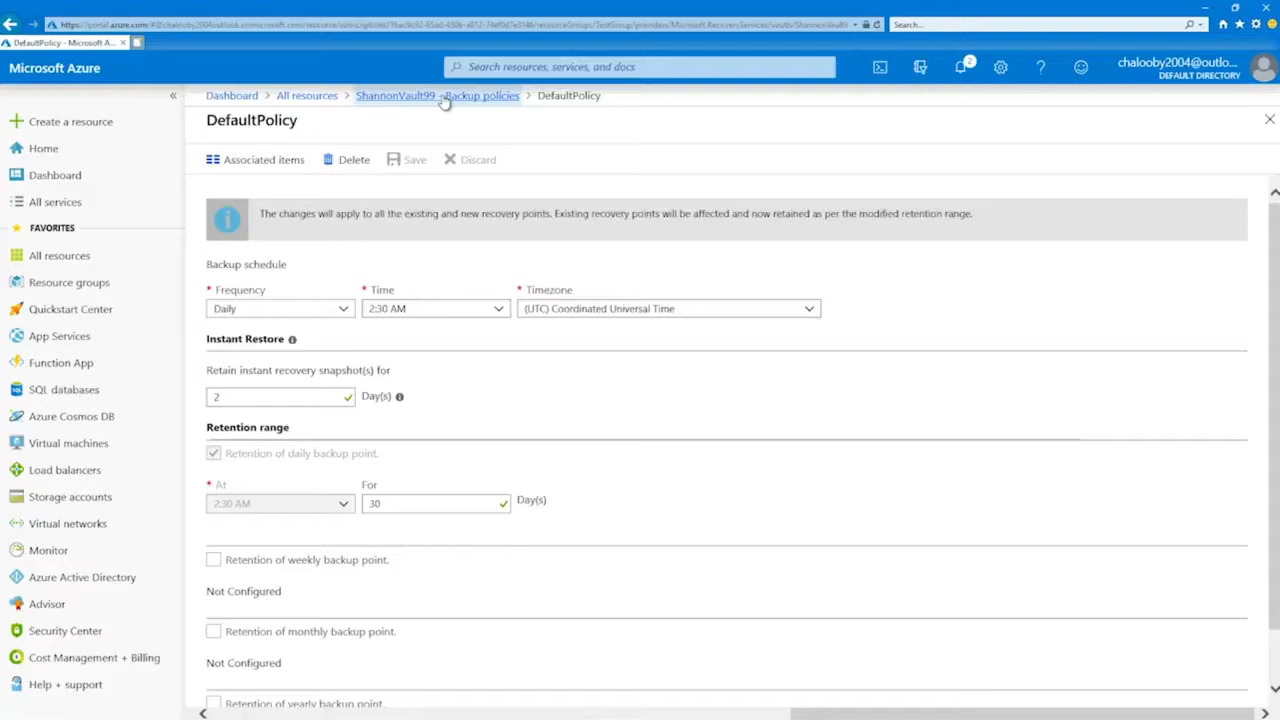 Search...
DefaultPolicy - Microsoft A...
Microsoft Azure
Search resources, services, and docs
2
chalooby2004@outlo...
DEFAULT DIRECTORY
Dashboard > All resources > ShannonVault99 - Backup policies > DefaultPolicy
DefaultPolicy
Associated items Delete Save Discard
Create a resource
Home
Dashboard
All services
FAVORITES
All resources
Resource groups
Quickstart Center
App Services
Function App
SQL databases
Azure Cosmos DB
Virtual machines
Load balancers
Storage accounts
Virtual networks
Monitor
Azure Active Directory
Advisor
Security Center
Cost Management + Billing
Help + support
The changes will apply to all the existing and new recovery points. Existing recovery points will be affected and now retained as per the modified retention range.
Backup schedule
* Frequency * Time * Timezone
Daily 2:30 AM (UTC) Coordinated Universal Time
Instant Restore
Retain instant recovery snapshot(s) for
2 Day(s)
Retention range
Retention of daily backup point.
* At For
2:30 AM 30 Day(s)
Retention of weekly backup point.
Not Configured
Retention of monthly backup point.
Not Configured
Retention of yearly backup point.